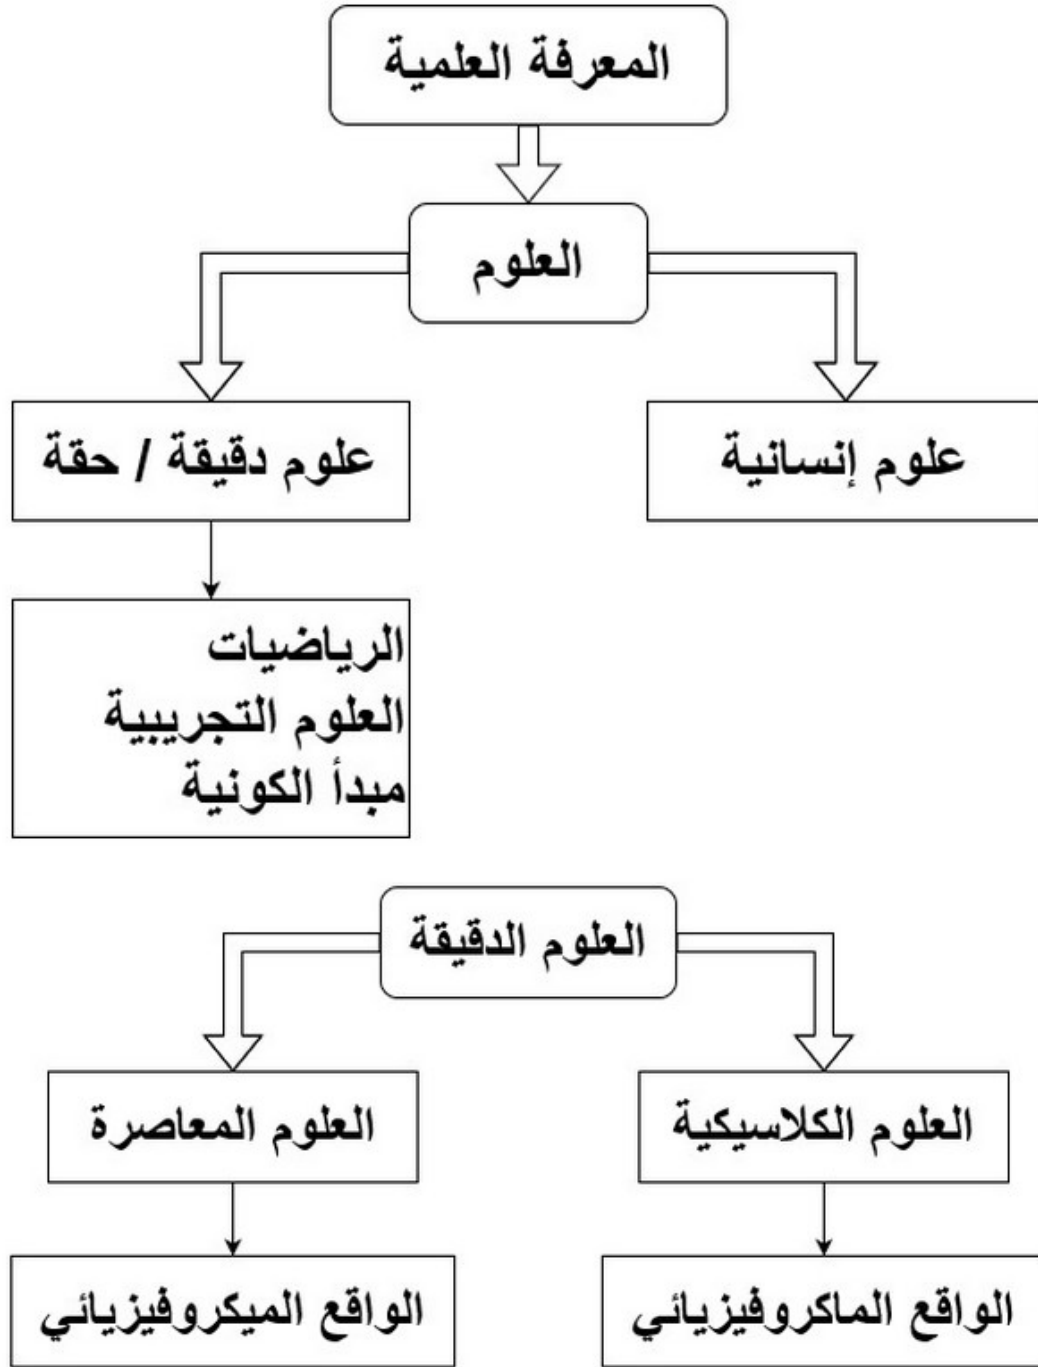 المعرفة العلمية
العلوم
علوم إنسانية
علوم دقيقة / حقة
الرياضيات
العلوم التجريبية
مبدأ الكونية
العلوم الدقيقة
العلوم الكلاسيكية
العلوم المعاصرة
الواقع الماكروفيزيائي
الواقع الميكروفيزيائي